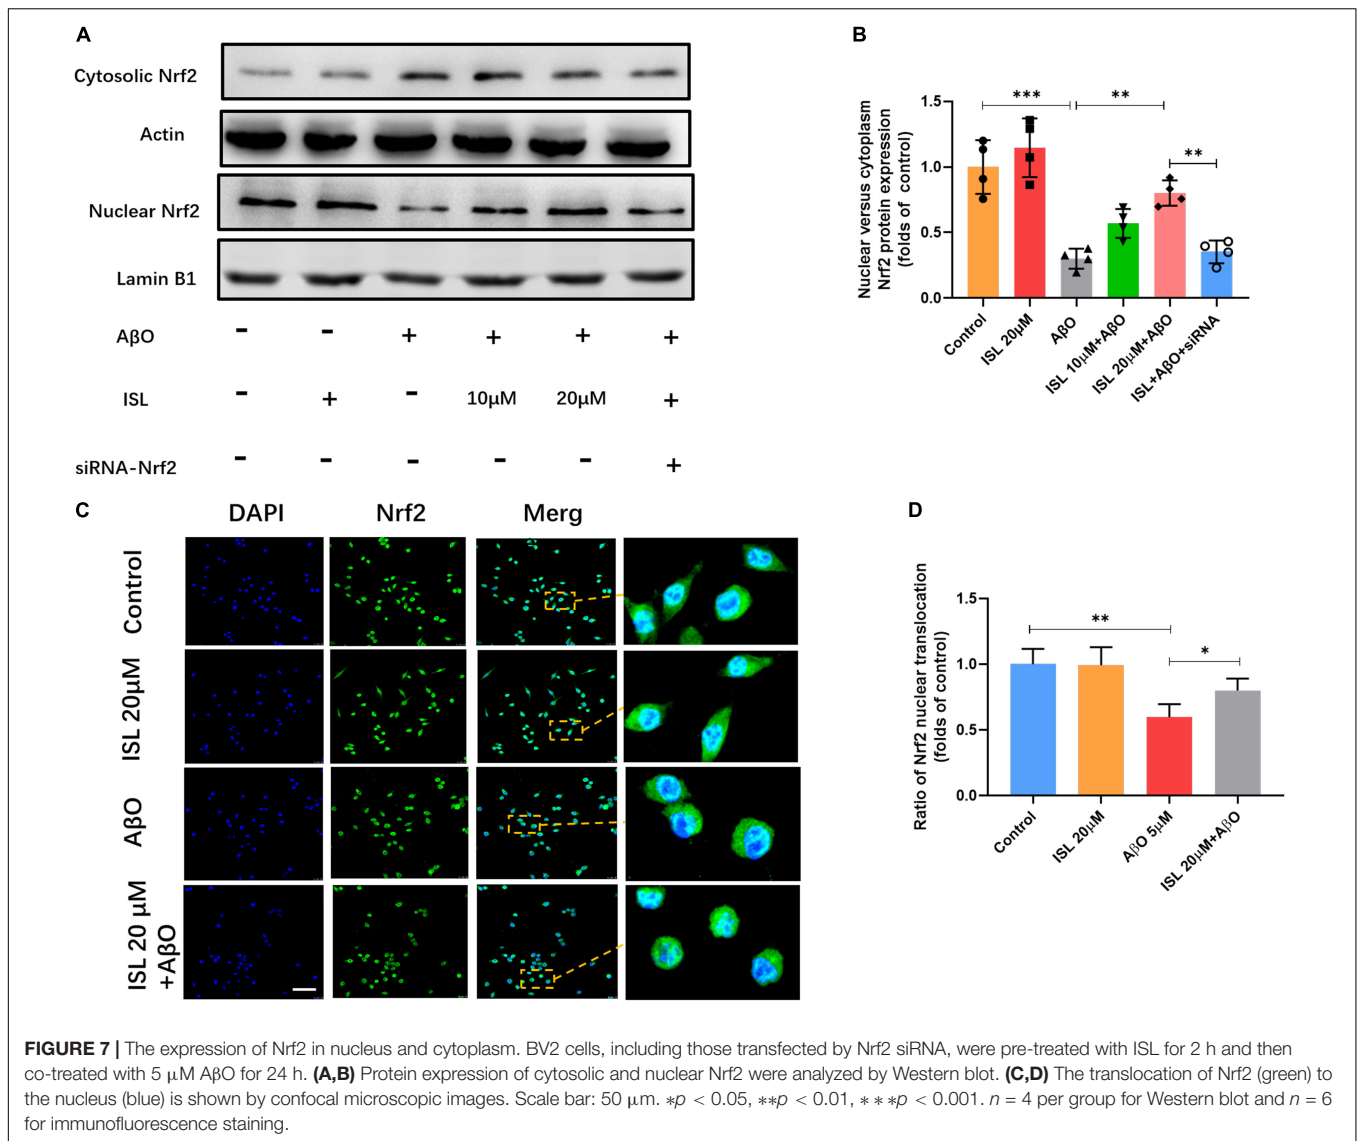 A
Cytosolic Nrf2
Actin
Nuclear Nrf2
Lamin B1
AβO - - + + + +
ISL - + - 10μM 20μM +
siRNA-Nrf2 - - - - - +
B
Nuclear versus cytoplasm
Nrf2 protein expression
(folds of control)
1.5
1.0
0.5
0.0
*** **
**
Control
ISL 20μM
AβO
ISL 10μM+AβO
ISL 20μM+AβO
ISL+AβO+siRNA
C
DAPI Nrf2 Merg
Control
ISL 20μM
AβO
ISL 20 μM
+AβO
D
Ratio of Nrf2 nuclear translocation
(folds of control)
1.5
1.0
0.5
0.0
**
*
Control
ISL 20μM
AβO 5μM
ISL 20μM+AβO
FIGURE 7 | The expression of Nrf2 in nucleus and cytoplasm. BV2 cells, including those transfected by Nrf2 siRNA, were pre-treated with ISL for 2 h and then
co-treated with 5 μM AβO for 24 h. (A,B) Protein expression of cytosolic and nuclear Nrf2 were analyzed by Western blot. (C,D) The translocation of Nrf2 (green) to
the nucleus (blue) is shown by confocal microscopic images. Scale bar: 50 μm. *p < 0.05, **p < 0.01, ***p < 0.001. n = 4 per group for Western blot and n = 6
for immunofluorescence staining.